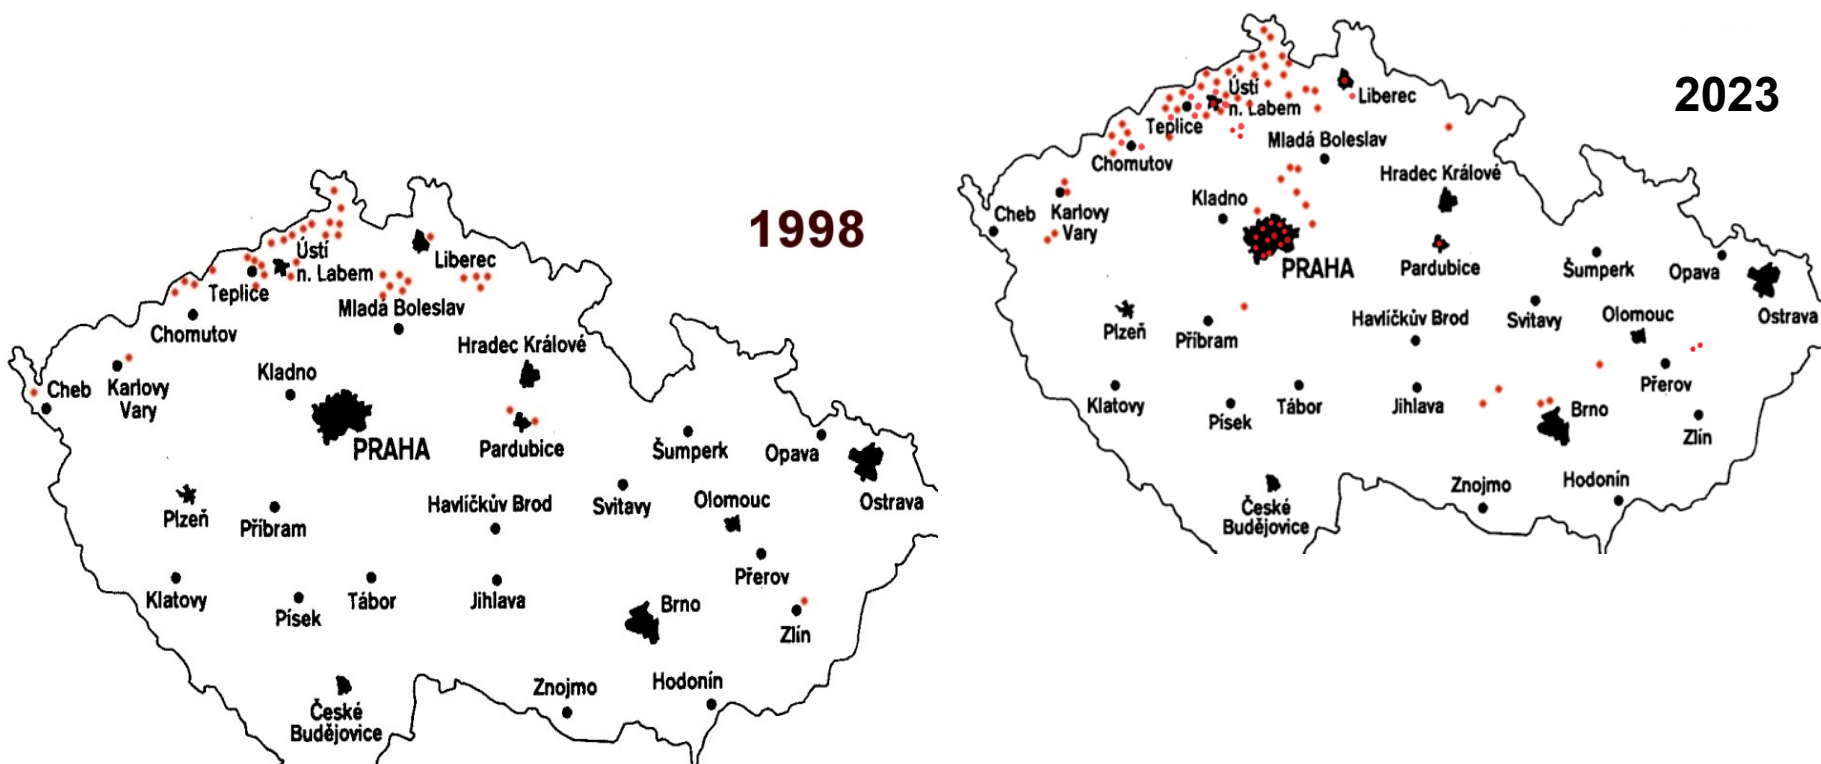 1998
Ústí
n. Labem
Liberec
Teplice
Mladá Boleslav
Chomutov
Hradec Králové
Kladno
Cheb
Karlovy
Vary
PRAHA
Pardubice
Šumperk
Opava
Ostrava
Plzeň
Příbram
Havlíčkův Brod
Svitavy
Olomouc
Přerov
Klatovy
Písek
Tábor
Jihlava
Brno
Zlín
České
Budějovice
Znojmo
Hodonín
2023
Ústí
n. Labem
Liberec
Teplice
Mladá Boleslav
Chomutov
Hradec Králové
Kladno
Cheb
Karlovy
Vary
PRAHA
Pardubice
Šumperk
Opava
Ostrava
Plzeň
Příbram
Havlíčkův Brod
Svitavy
Olomouc
Přerov
Klatovy
Písek
Tábor
Jihlava
Brno
Zlín
České
Budějovice
Znojmo
Hodonín